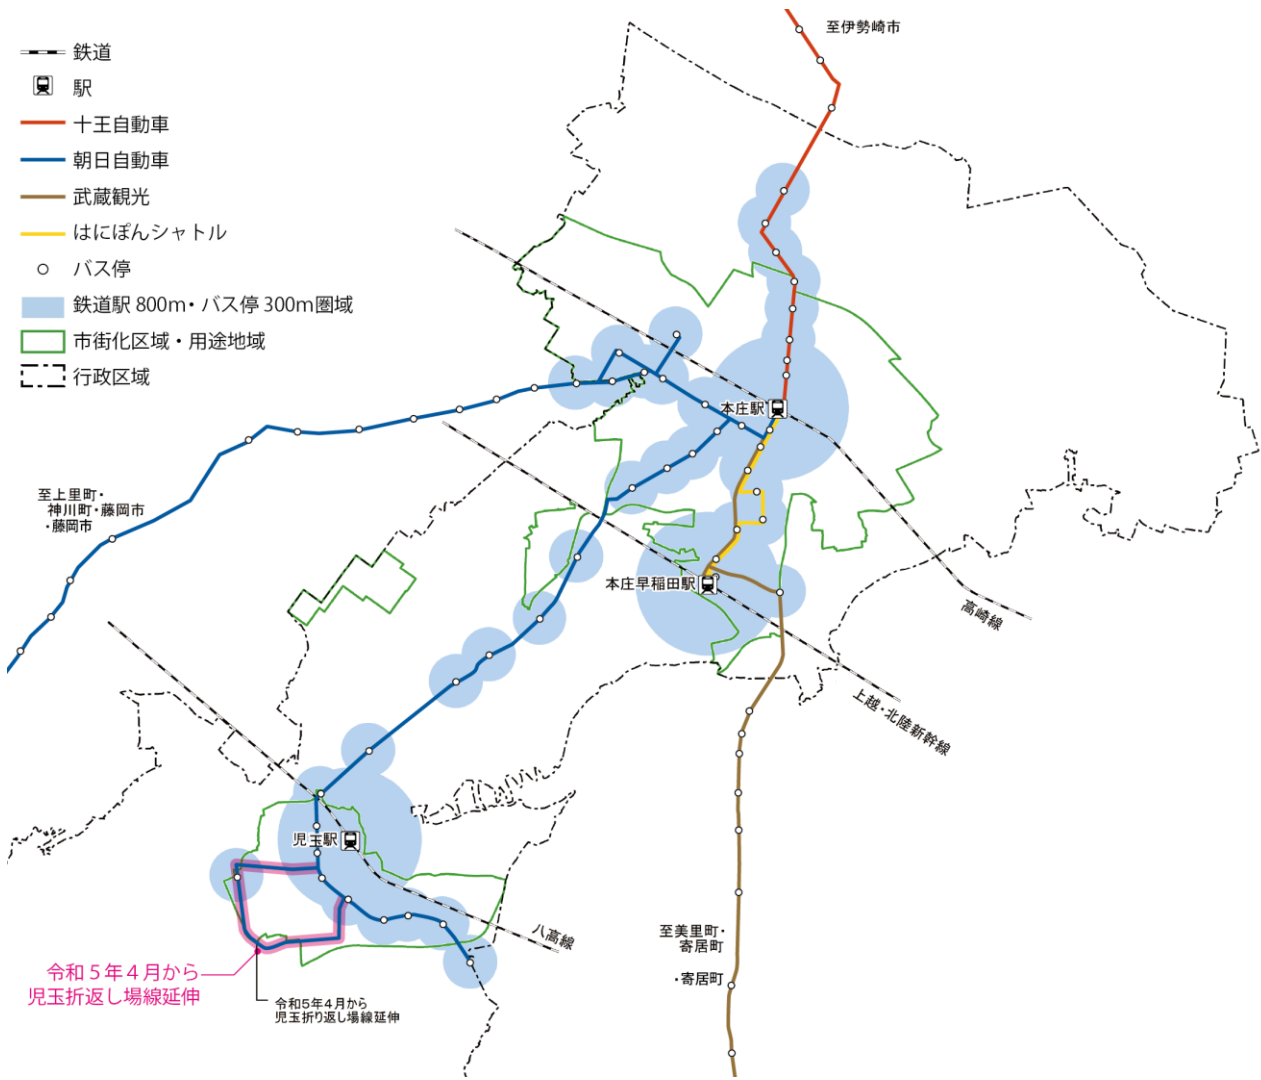 鉄道
駅
十王自動車
朝日自動車
武蔵観光
はにぽんシャトル
バス停
鉄道駅 800m・バス停 300m圏域
市街化区域・用途地域
行政区域
至伊勢崎市
本庄駅
至上里町・
神川町・藤岡市
・藤岡市
本庄早稲田駅
高崎線
上越・北陸新幹線
児玉駅
八高線
至美里町・
寄居町
・寄居町
令和5年4月から
児玉折返し場線延伸
令和5年4月から
児玉折り返し場線延伸